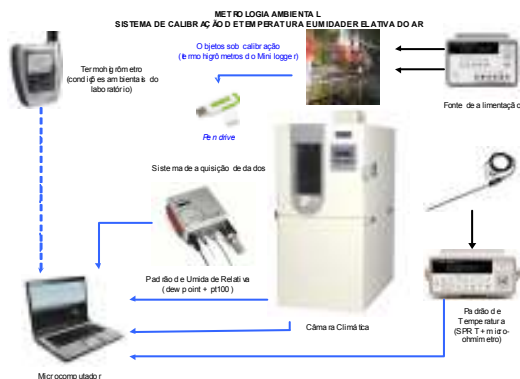 METROLOGIA AMBIENTAL
SISTEMA DE CALIBRAÇÃO DE TEMPERATURA E UMIDADE RELATIVA DO AR
Objetos sob calibração
(termohigrômetros do Mini logger)
Termohigrômetro
(condições ambientais do
laboratório)
Fonte de alimentação
Pen drive
Sistema de aquisição de dados
Padrão de Umidade Relativa
(dew point + pt100)
Câmara Climática
Padrão de
Temperatura
(SPRT + micro-
ohmímetro)
Microcomputador